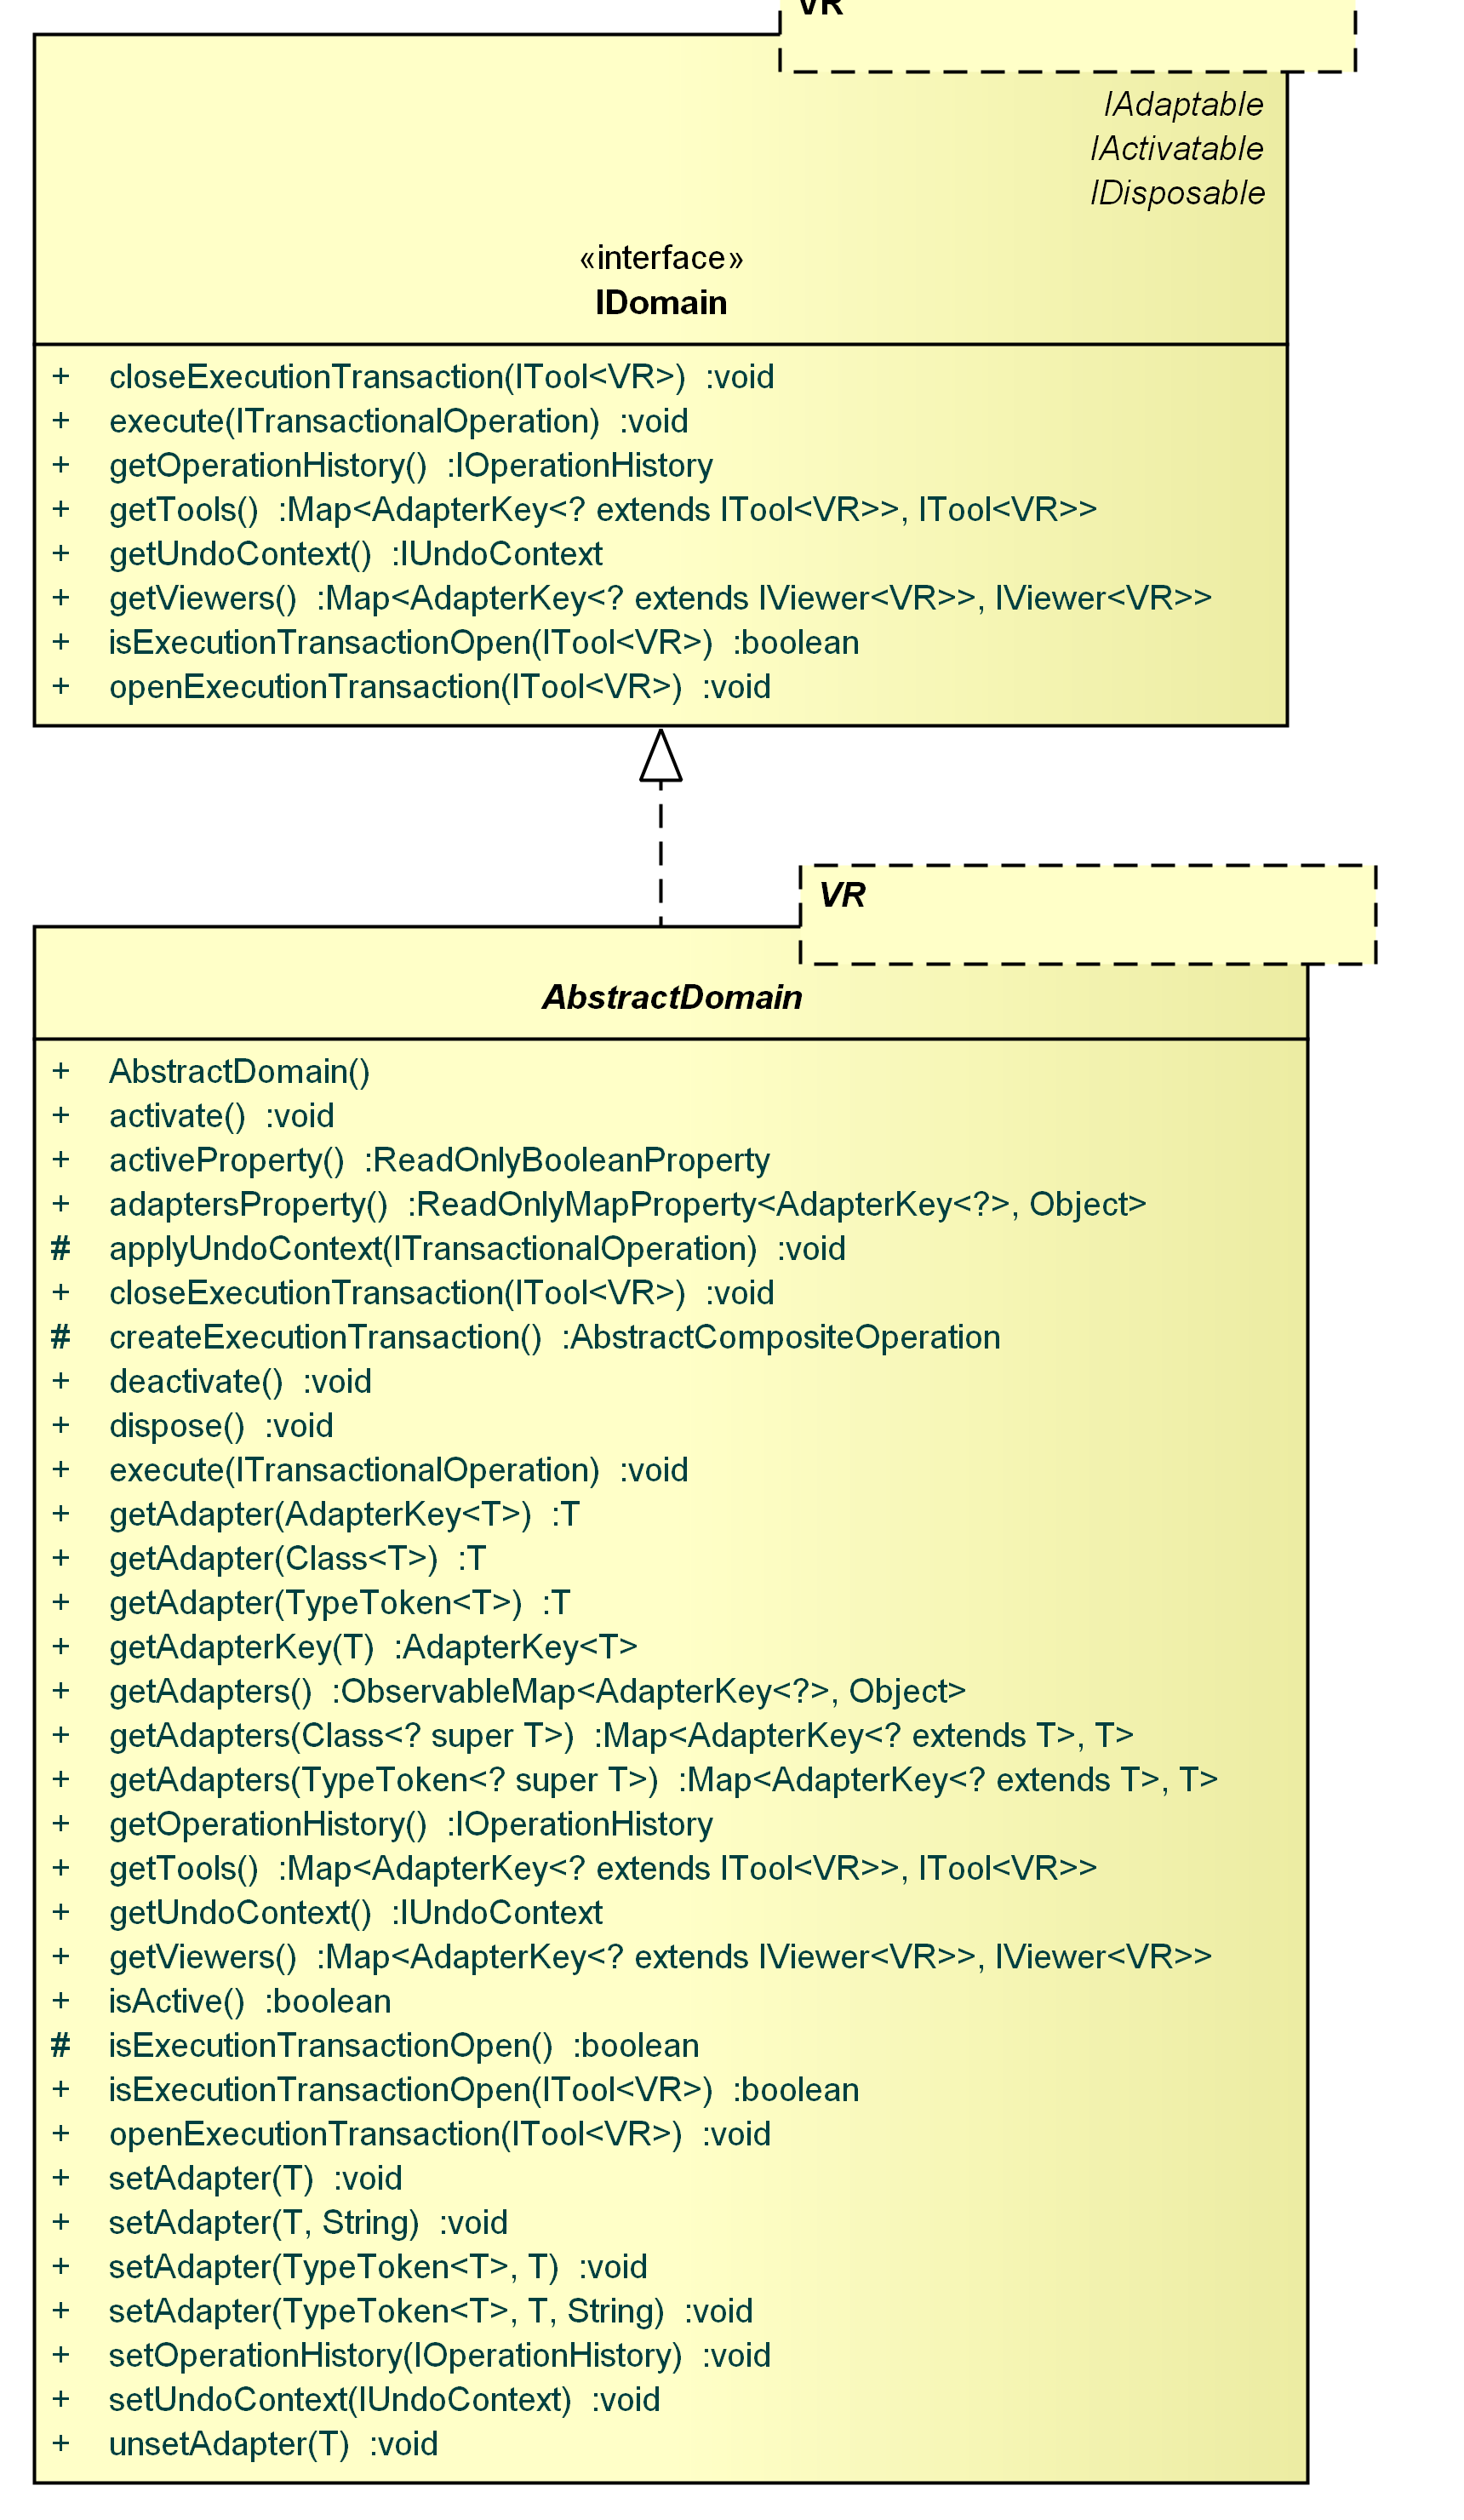 VR
IAdaptable
IActivatable
IDisposable
«interface»
IDomain
+ closeExecutionTransaction(ITool<VR>) :void
+ execute(ITransactionalOperation) :void
+ getOperationHistory() :IOperationHistory
+ getTools() :Map<AdapterKey<? extends ITool<VR>>, ITool<VR>>
+ getUndoContext() :IUndoContext
+ getViewers() :Map<AdapterKey<? extends IViewer<VR>>, IViewer<VR>>
+ isExecutionTransactionOpen(ITool<VR>) :boolean
+ openExecutionTransaction(ITool<VR>) :void
VR
AbstractDomain
+ AbstractDomain()
+ activate() :void
+ activeProperty() :ReadOnlyBooleanProperty
+ adaptersProperty() :ReadOnlyMapProperty<AdapterKey<?>, Object>
# applyUndoContext(ITransactionalOperation) :void
+ closeExecutionTransaction(ITool<VR>) :void
# createExecutionTransaction() :AbstractCompositeOperation
+ deactivate() :void
+ dispose() :void
+ execute(ITransactionalOperation) :void
+ getAdapter(AdapterKey<T>) :T
+ getAdapter(Class<T>) :T
+ getAdapter(TypeToken<T>) :T
+ getAdapterKey(T) :AdapterKey<T>
+ getAdapters() :ObservableMap<AdapterKey<?>, Object>
+ getAdapters(Class<? super T>) :Map<AdapterKey<? extends T>, T>
+ getAdapters(TypeToken<? super T>) :Map<AdapterKey<? extends T>, T>
+ getOperationHistory() :IOperationHistory
+ getTools() :Map<AdapterKey<? extends ITool<VR>>, ITool<VR>>
+ getUndoContext() :IUndoContext
+ getViewers() :Map<AdapterKey<? extends IViewer<VR>>, IViewer<VR>>
+ isActive() :boolean
# isExecutionTransactionOpen() :boolean
+ isExecutionTransactionOpen(ITool<VR>) :boolean
+ openExecutionTransaction(ITool<VR>) :void
+ setAdapter(T) :void
+ setAdapter(T, String) :void
+ setAdapter(TypeToken<T>, T) :void
+ setAdapter(TypeToken<T>, T, String) :void
+ setOperationHistory(IOperationHistory) :void
+ setUndoContext(IUndoContext) :void
+ unsetAdapter(T) :void